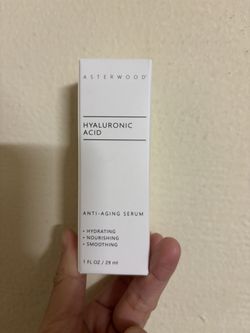 ASTERWOOD®
HYALURONIC
ACID
ANTI-AGING SERUM
• HYDRATING
• NOURISHING
• SMOOTHING
1 FL OZ / 29 ml